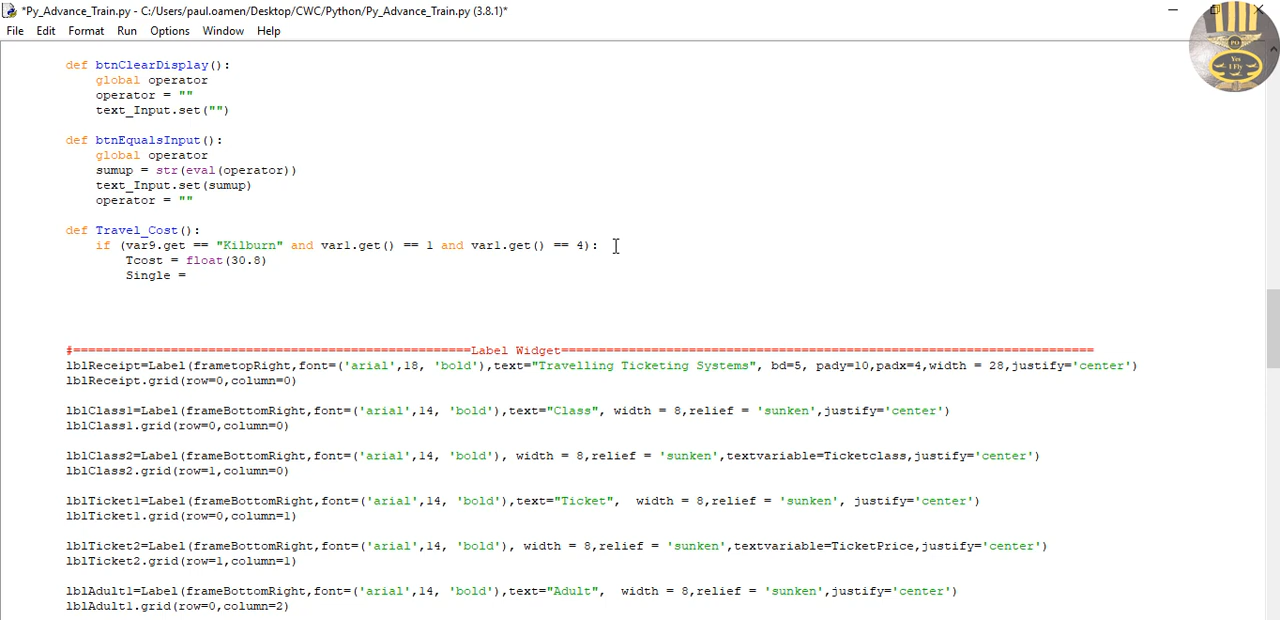 *Py_Advance_Train.py - C:/Users/paul.oamen/Desktop/CWC/Python/Py_Advance_Train.py (3.8.1)*
File Edit Format Run Options Window Help
PO
Yes
I Fly
def btnClearDisplay():
    global operator
    operator = ""
    text_Input.set("")
def btnEqualsInput():
    global operator
    sumup = str(eval(operator))
    text_Input.set(sumup)
    operator = ""
def Travel_Cost():
    if (var9.get == "Kilburn" and var1.get() == 1 and var1.get() == 4):
        Tcost = float(30.8)
        Single =
#=====================================================Label Widget=======================================================================
lblReceipt=Label(frametopRight,font=('arial',18, 'bold'),text="Travelling Ticketing Systems", bd=5, pady=10,padx=4,width = 28,justify='center')
lblReceipt.grid(row=0,column=0)
lblClass1=Label(frameBottomRight,font=('arial',14, 'bold'),text="Class", width = 8,relief = 'sunken',justify='center')
lblClass1.grid(row=0,column=0)
lblClass2=Label(frameBottomRight,font=('arial',14, 'bold'), width = 8,relief = 'sunken',textvariable=Ticketclass,justify='center')
lblClass2.grid(row=1,column=0)
lblTicket1=Label(frameBottomRight,font=('arial',14, 'bold'),text="Ticket",  width = 8,relief = 'sunken', justify='center')
lblTicket1.grid(row=0,column=1)
lblTicket2=Label(frameBottomRight,font=('arial',14, 'bold'), width = 8,relief = 'sunken',textvariable=TicketPrice,justify='center')
lblTicket2.grid(row=1,column=1)
lblAdult1=Label(frameBottomRight,font=('arial',14, 'bold'),text="Adult",  width = 8,relief = 'sunken',justify='center')
lblAdult1.grid(row=0,column=2)